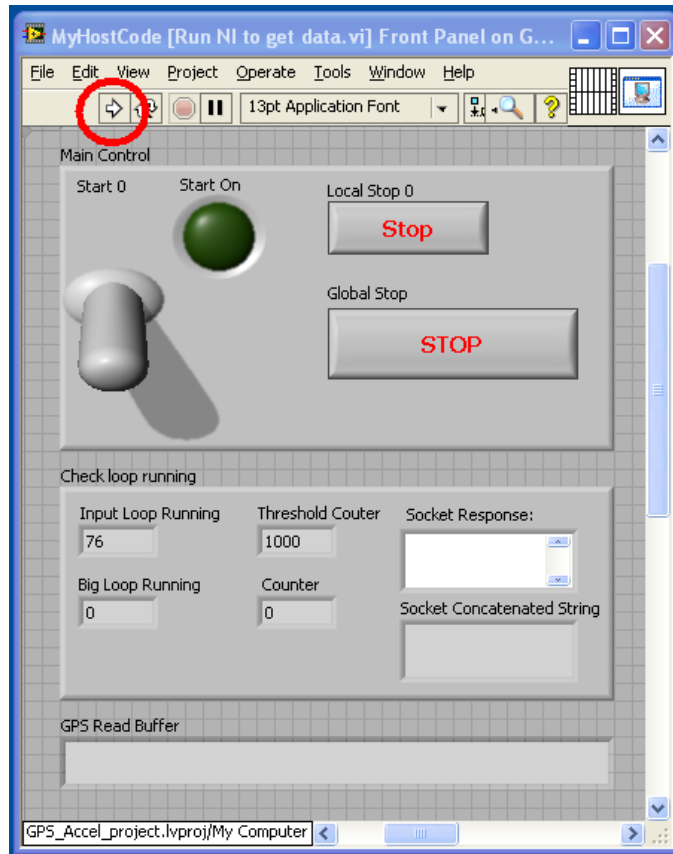 MyHostCode [Run NI to get data.vi] Front Panel on G...
File Edit View Project Operate Tools Window Help
13pt Application Font
Main Control
Start 0 Start On Local Stop 0
Stop
Global Stop
STOP
Check loop running
Input Loop Running Threshold Couter Socket Response:
76 1000
Big Loop Running Counter
0 0
Socket Concatenated String
GPS Read Buffer
GPS_Accel_project.lvproj/My Computer